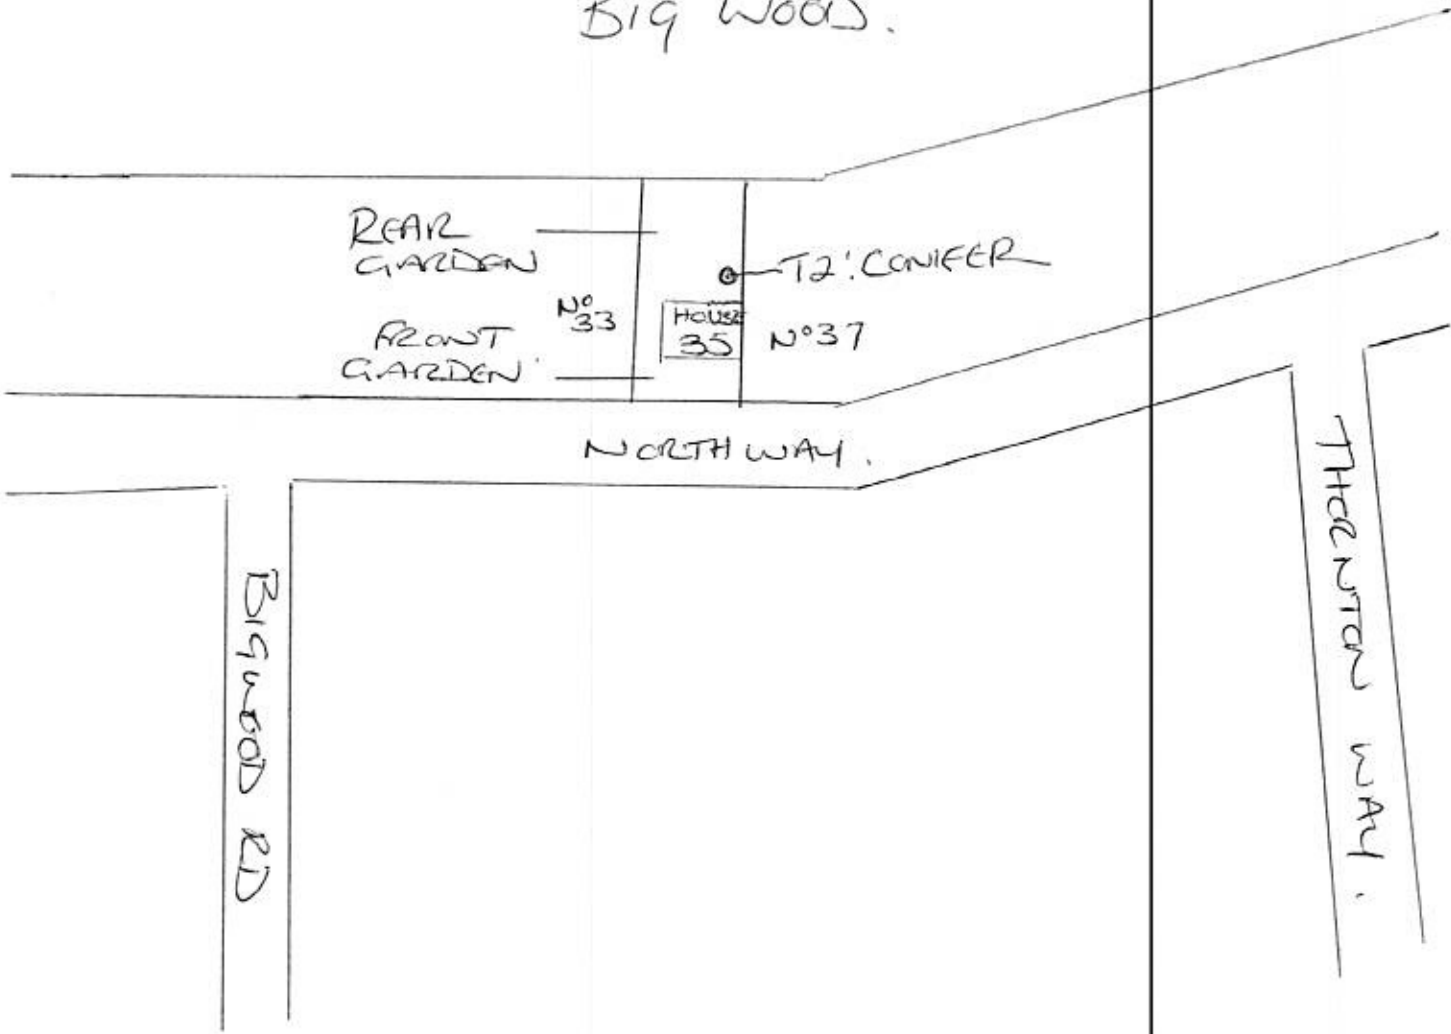 BIG WOOD.
REAR
GARDEN
T2: CONIFER
Nº
33
HOUSE
35
Nº37
FRONT
GARDEN
NORTHWAY.
BIGWOOD RD
THORNTON WAY.